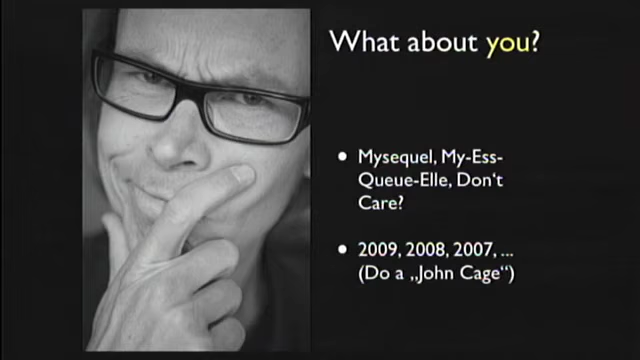 What about you?
• Mysequel, My-Ess-
Queue-Elle, Don't
Care?
• 2009, 2008, 2007, ...
(Do a „John Cage“)